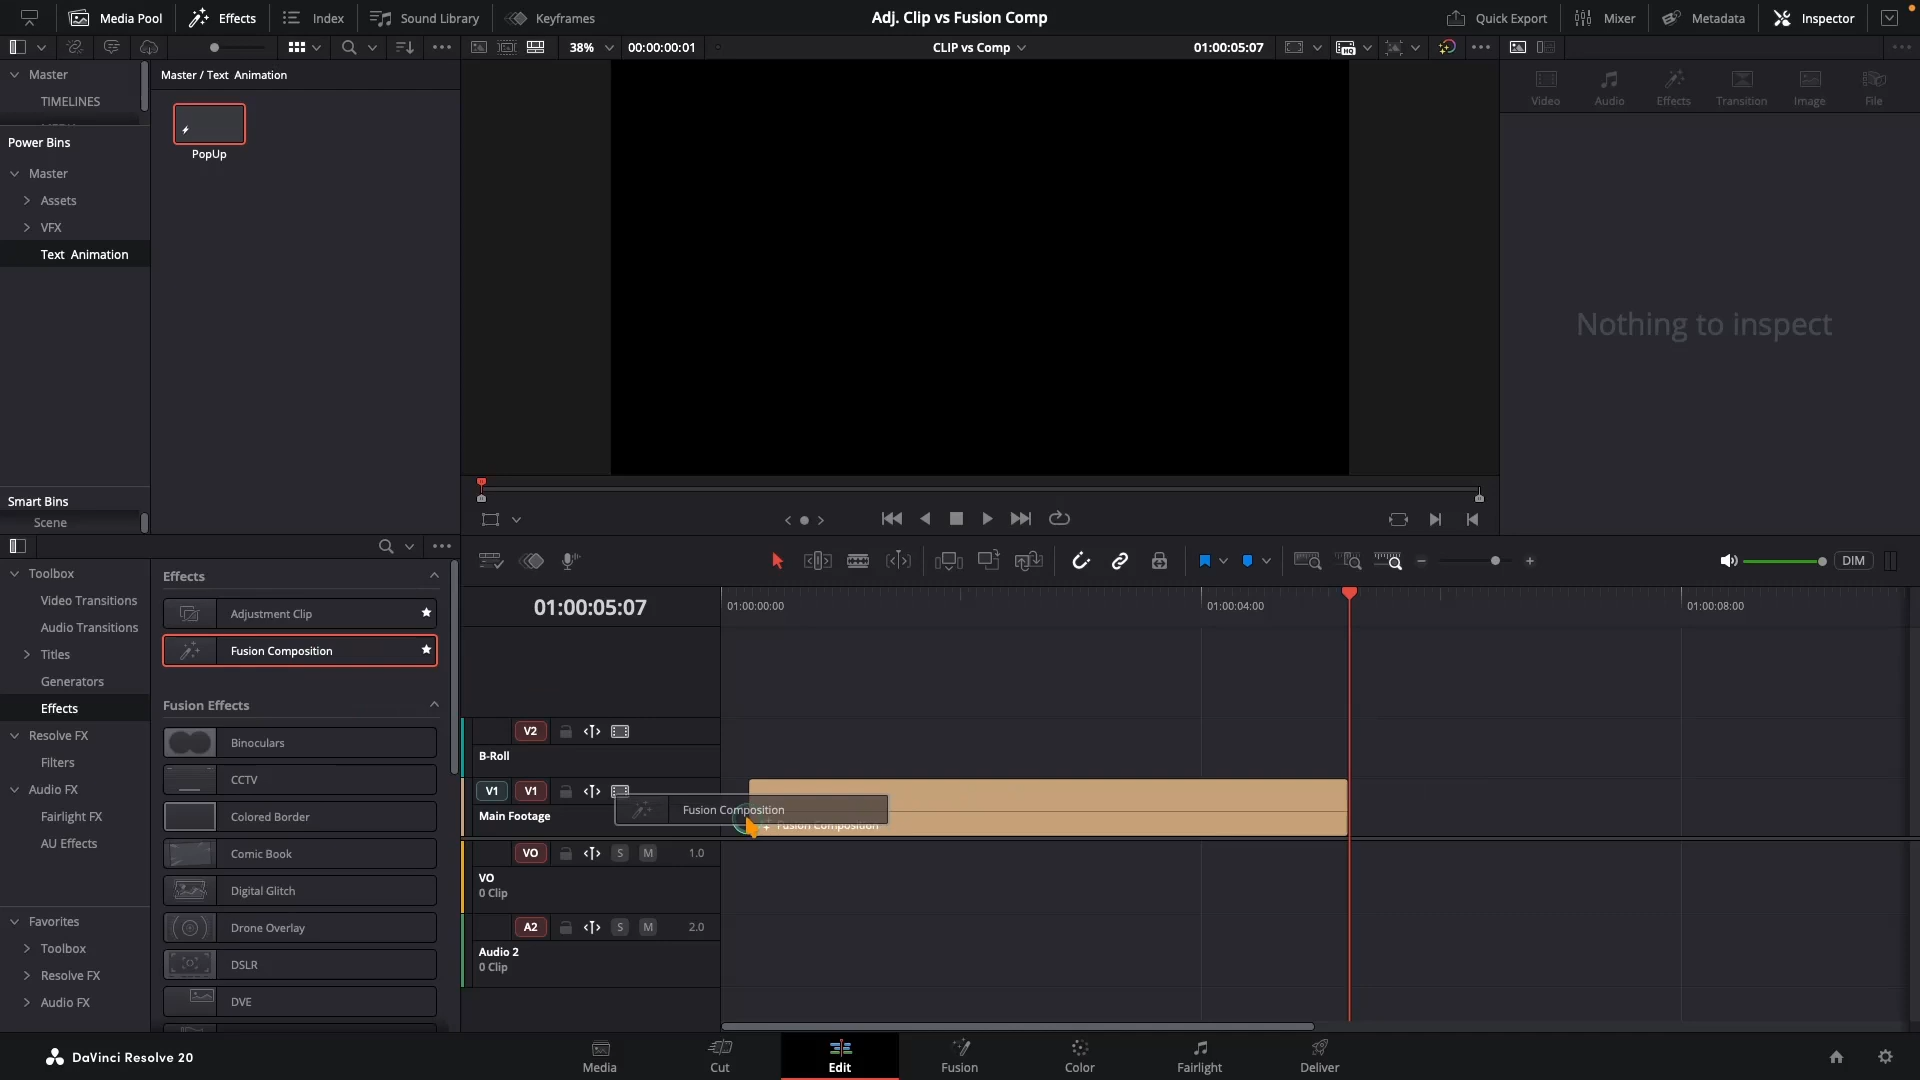 Media Pool
Effects
Index
Sound Library
Keyframes
Adj. Clip vs Fusion Comp
Quick Export
Mixer
Metadata
Inspector
38%
00:00:00:01
CLIP vs Comp
01:00:05:07
Master
TIMELINES
Master / Text Animation
PopUp
Power Bins
Master
Assets
VFX
Text Animation
Smart Bins
Scene
Video
Audio
Effects
Transition
Image
File
Nothing to inspect
Toolbox
Video Transitions
Audio Transitions
Titles
Generators
Effects
Resolve FX
Filters
Audio FX
Fairlight FX
AU Effects
Favorites
Toolbox
Resolve FX
Audio FX
Effects
Adjustment Clip
Fusion Composition
Fusion Effects
Binoculars
CCTV
Colored Border
Comic Book
Digital Glitch
Drone Overlay
DSLR
DVE
DIM
01:00:05:07
01:00:00:00
01:00:04:00
01:00:08:00
V2
B-Roll
V1 V1
Main Footage
Fusion Composition
Fusion Composition
VO S M 1.0
VO
0 Clip
A2 S M 2.0
Audio 2
0 Clip
DaVinci Resolve 20
Media
Cut
Edit
Fusion
Color
Fairlight
Deliver